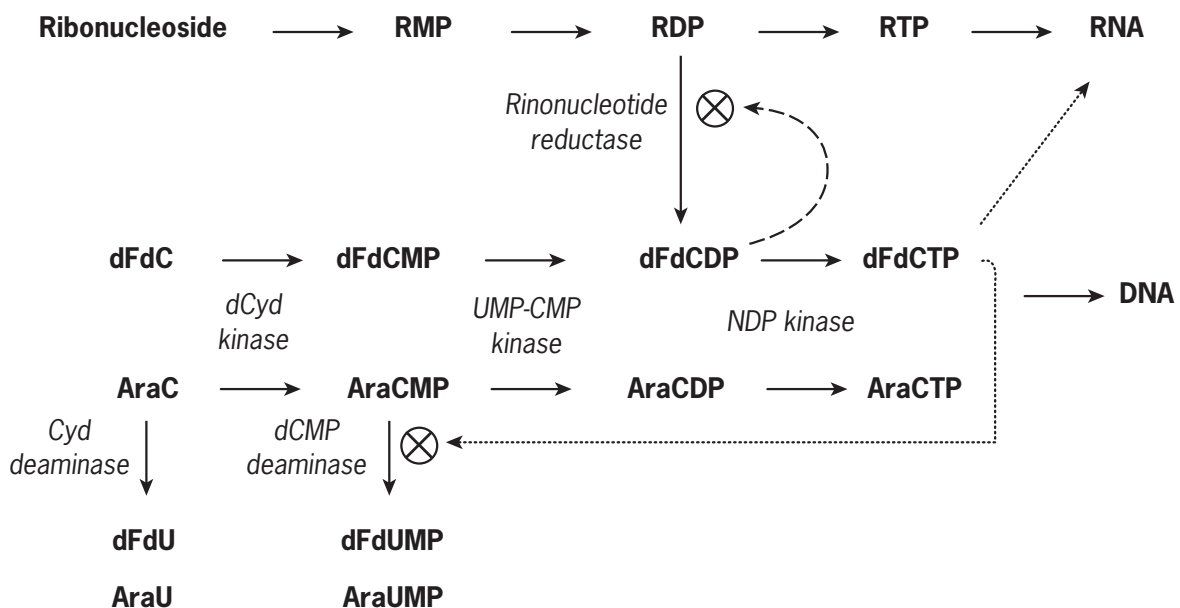 Ribonucleoside RMP RDP RTP RNA
Rinonucleotide
reductase
dFdC dFdCMP dFdCDP dFdCTP
DNA
dCyd
kinase
UMP-CMP
kinase
NDP kinase
AraC AraCMP AraCDP AraCTP
Cyd
deaminase
dCMP
deaminase
dFdU dFdUMP
AraU AraUMP